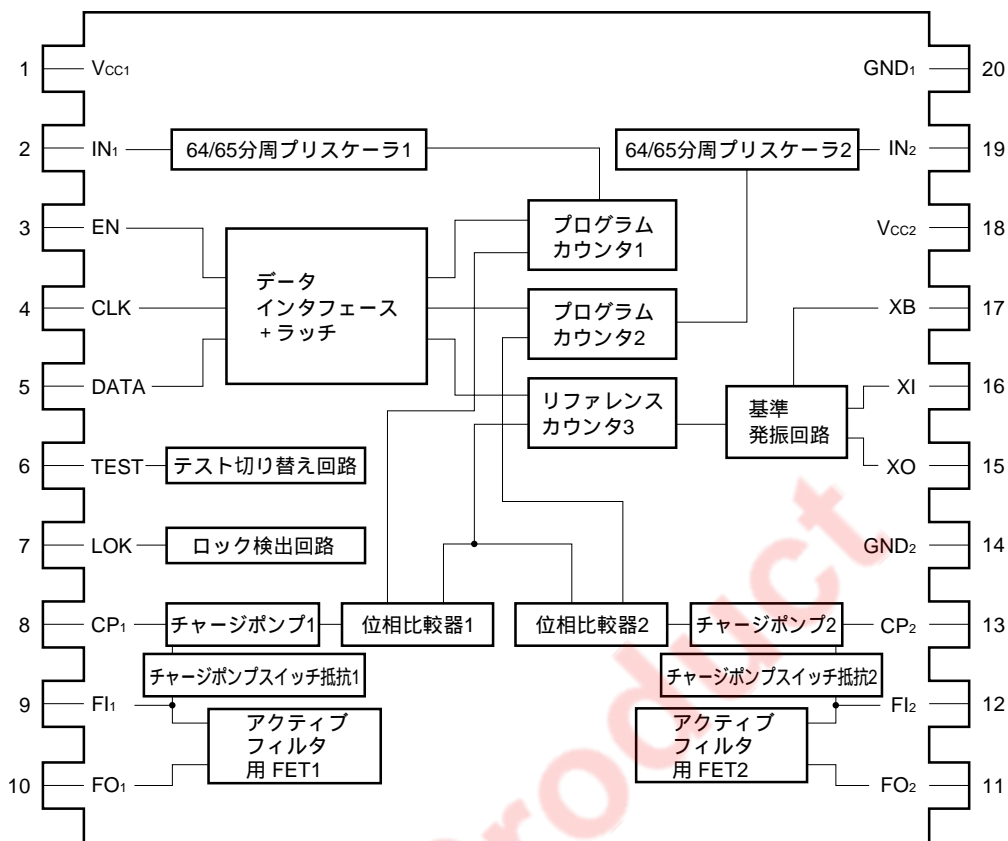 1 VCC1 GND1 20
2 IN1 64/65分周プリスケーラ1 64/65分周プリスケーラ2 IN2 19
3 EN プログラム
カウンタ1 VCC2 18
データ
インタフェース
+ラッチ
4 CLK プログラム
カウンタ2 XB 17
5 DATA リファレンス
カウンタ3 基準
発振回路 XI 16
6 TEST テスト切り替え回路 XO 15
7 LOK ロック検出回路 GND2 14
8 CP1 チャージポンプ1 位相比較器1 位相比較器2 チャージポンプ2 CP2 13
チャージポンプスイッチ抵抗1 チャージポンプスイッチ抵抗2
9 FI1 FI2 12
アクティブ
フィルタ
用 FET1
アクティブ
フィルタ
用 FET2
10 FO1 FO2 11
roduct